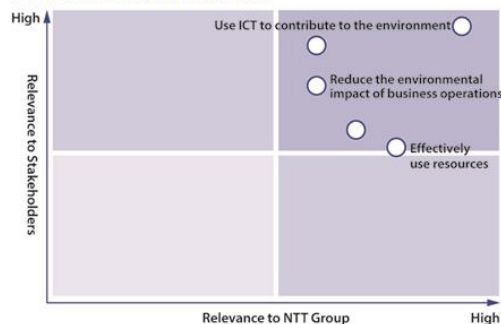 High
Use ICT to contribute to the environment
Reduce the environmental
impact of business operations
Effectively
use resources
Relevance to Stakeholders
Relevance to NTT Group
High